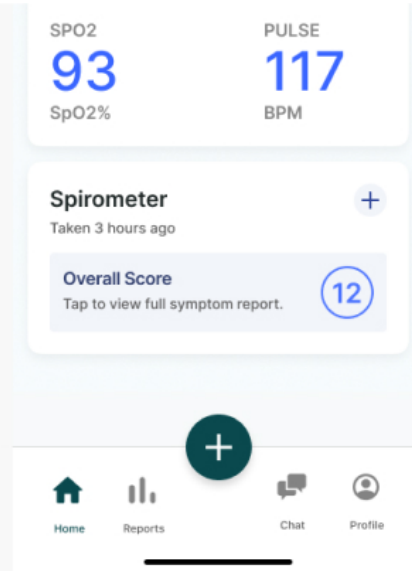 SPO2
PULSE
93
117
SpO2%
BPM
Spirometer
+
Taken 3 hours ago
Overall Score
Tap to view full symptom report.
12
+
Home
Reports
Chat
Profile